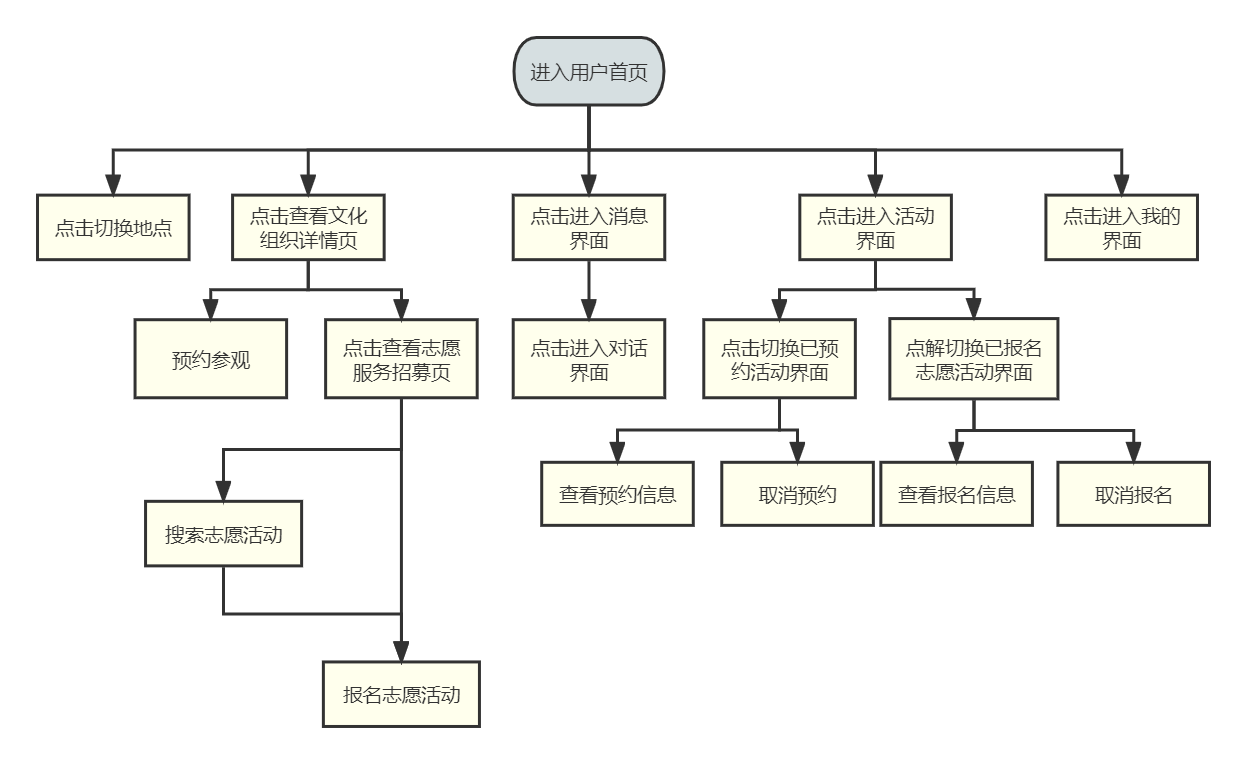 进入用户首页
点击切换地点
点击查看文化
组织详情页
点击进入消息
界面
点击进入活动
界面
点击进入我的
界面
预约参观
点击查看志愿
服务招募页
点击进入对话
界面
点击切换已预
约活动界面
点解切换已报名
志愿活动界面
查看预约信息
取消预约
查看报名信息
取消报名
搜索志愿活动
报名志愿活动